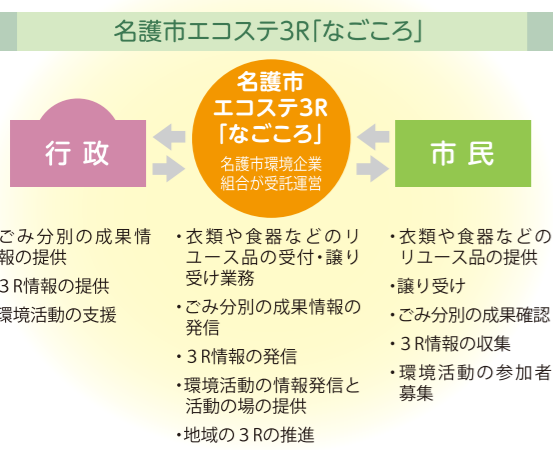 名護市エコステ3R「なごころ」
行 政
名護市
エコステ3R
「なごころ」
名護市環境企業
組合が受託運営
市 民
ごみ分別の成果情
報の提供
３R情報の提供
環境活動の支援
・衣類や食器などのリ
ユース品の受付・譲り
受け業務
・ごみ分別の成果情報の
発信
・３R情報の発信
・環境活動の情報発信と
活動の場の提供
・地域の３Rの推進
・衣類や食器などの
リユース品の提供
・譲り受け
・ごみ分別の成果確認
・３R情報の収集
・環境活動の参加者
募集